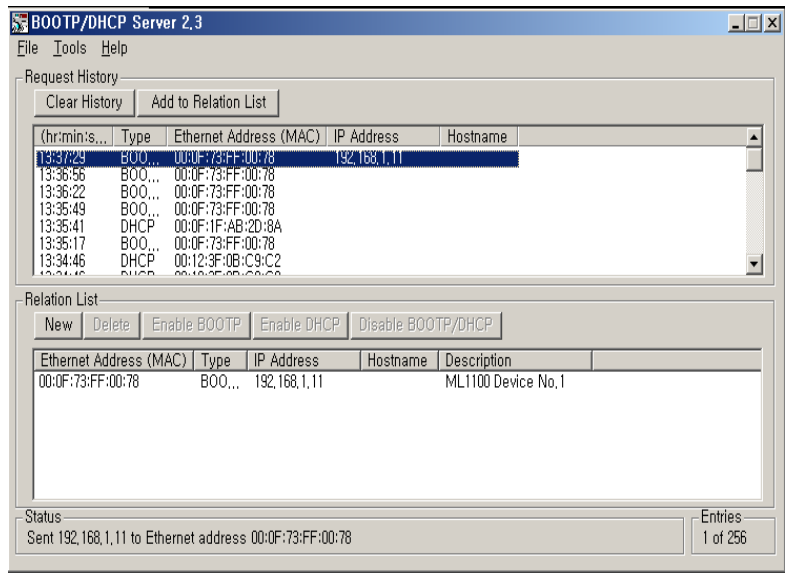 BOOTP/DHCP Server 2,3
File Tools Help
Request History
Clear History Add to Relation List
(hr:min:s,,, Type Ethernet Address (MAC) IP Address Hostname
13:37:29 BOO,,, 00:0F:73:FF:00:78 192,168,1,11
13:36:56 BOO,,, 00:0F:73:FF:00:78
13:36:22 BOO,,, 00:0F:73:FF:00:78
13:35:49 BOO,,, 00:0F:73:FF:00:78
13:35:41 DHCP 00:0F:1F:AB:2D:8A
13:35:17 BOO,,, 00:0F:73:FF:00:78
13:34:46 DHCP 00:12:3F:0B:C9:C2
Relation List
New Delete Enable BOOTP Enable DHCP Disable BOOTP/DHCP
Ethernet Address (MAC) Type IP Address Hostname Description
00:0F:73:FF:00:78 BOO,,, 192,168,1,11 ML1100 Device No,1
Status Entries
Sent 192,168,1,11 to Ethernet address 00:0F:73:FF:00:78 1 of 256